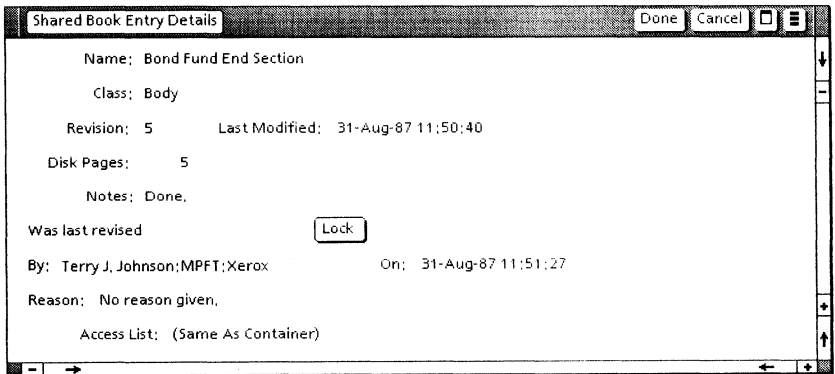 Shared Book Entry Details Done Cancel
Name: Bond Fund End Section
Class: Body
Revision: 5 Last Modified: 31-Aug-87 11:50:40
Disk Pages: 5
Notes: Done.
Was last revised Lock
By: Terry J. Johnson:MPFT:Xerox On: 31-Aug-87 11:51:27
Reason: No reason given.
Access List: (Same As Container)